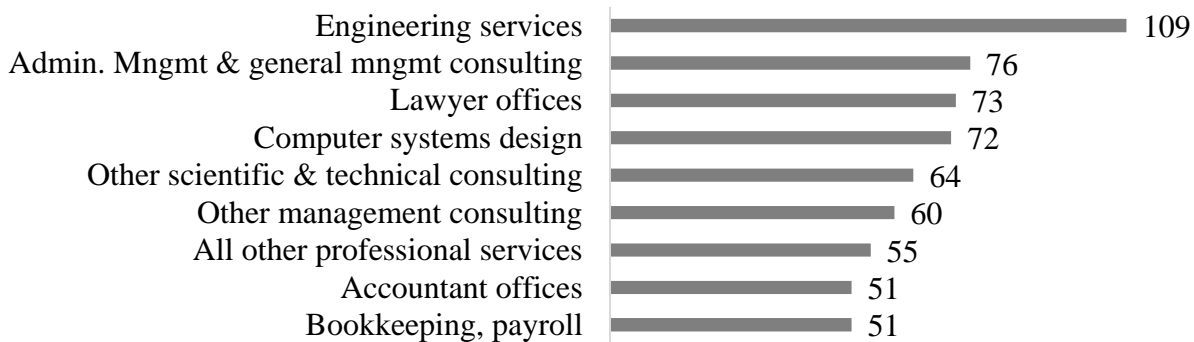 Engineering services 109
Admin. Mngmt & general mngmt consulting 76
Lawyer offices 73
Computer systems design 72
Other scientific & technical consulting 64
Other management consulting 60
All other professional services 55
Accountant offices 51
Bookkeeping, payroll 51